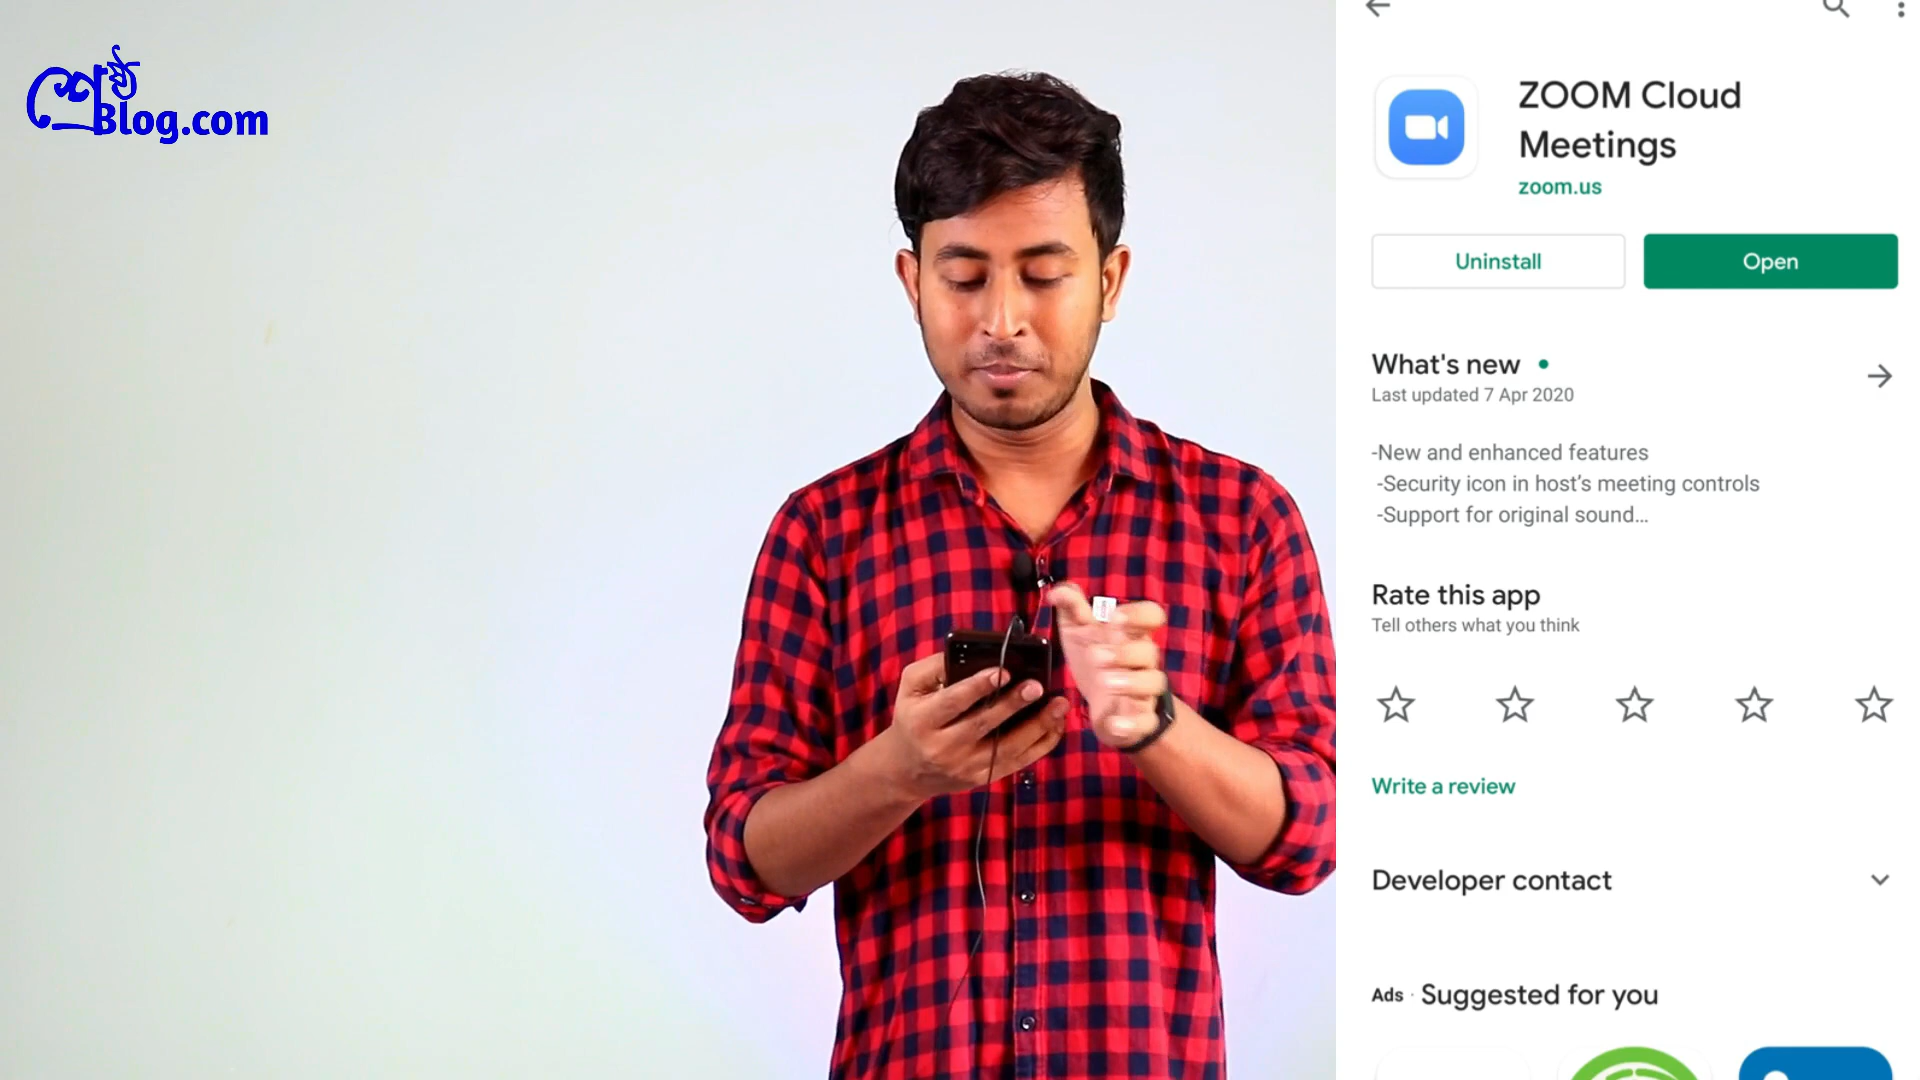 শ্রেষ্ঠ
Blog.com
ZOOM Cloud
Meetings
zoom.us
Uninstall
Open
What's new
Last updated 7 Apr 2020
-New and enhanced features
-Security icon in host's meeting controls
-Support for original sound...
Rate this app
Tell others what you think
Write a review
Developer contact
Ads · Suggested for you